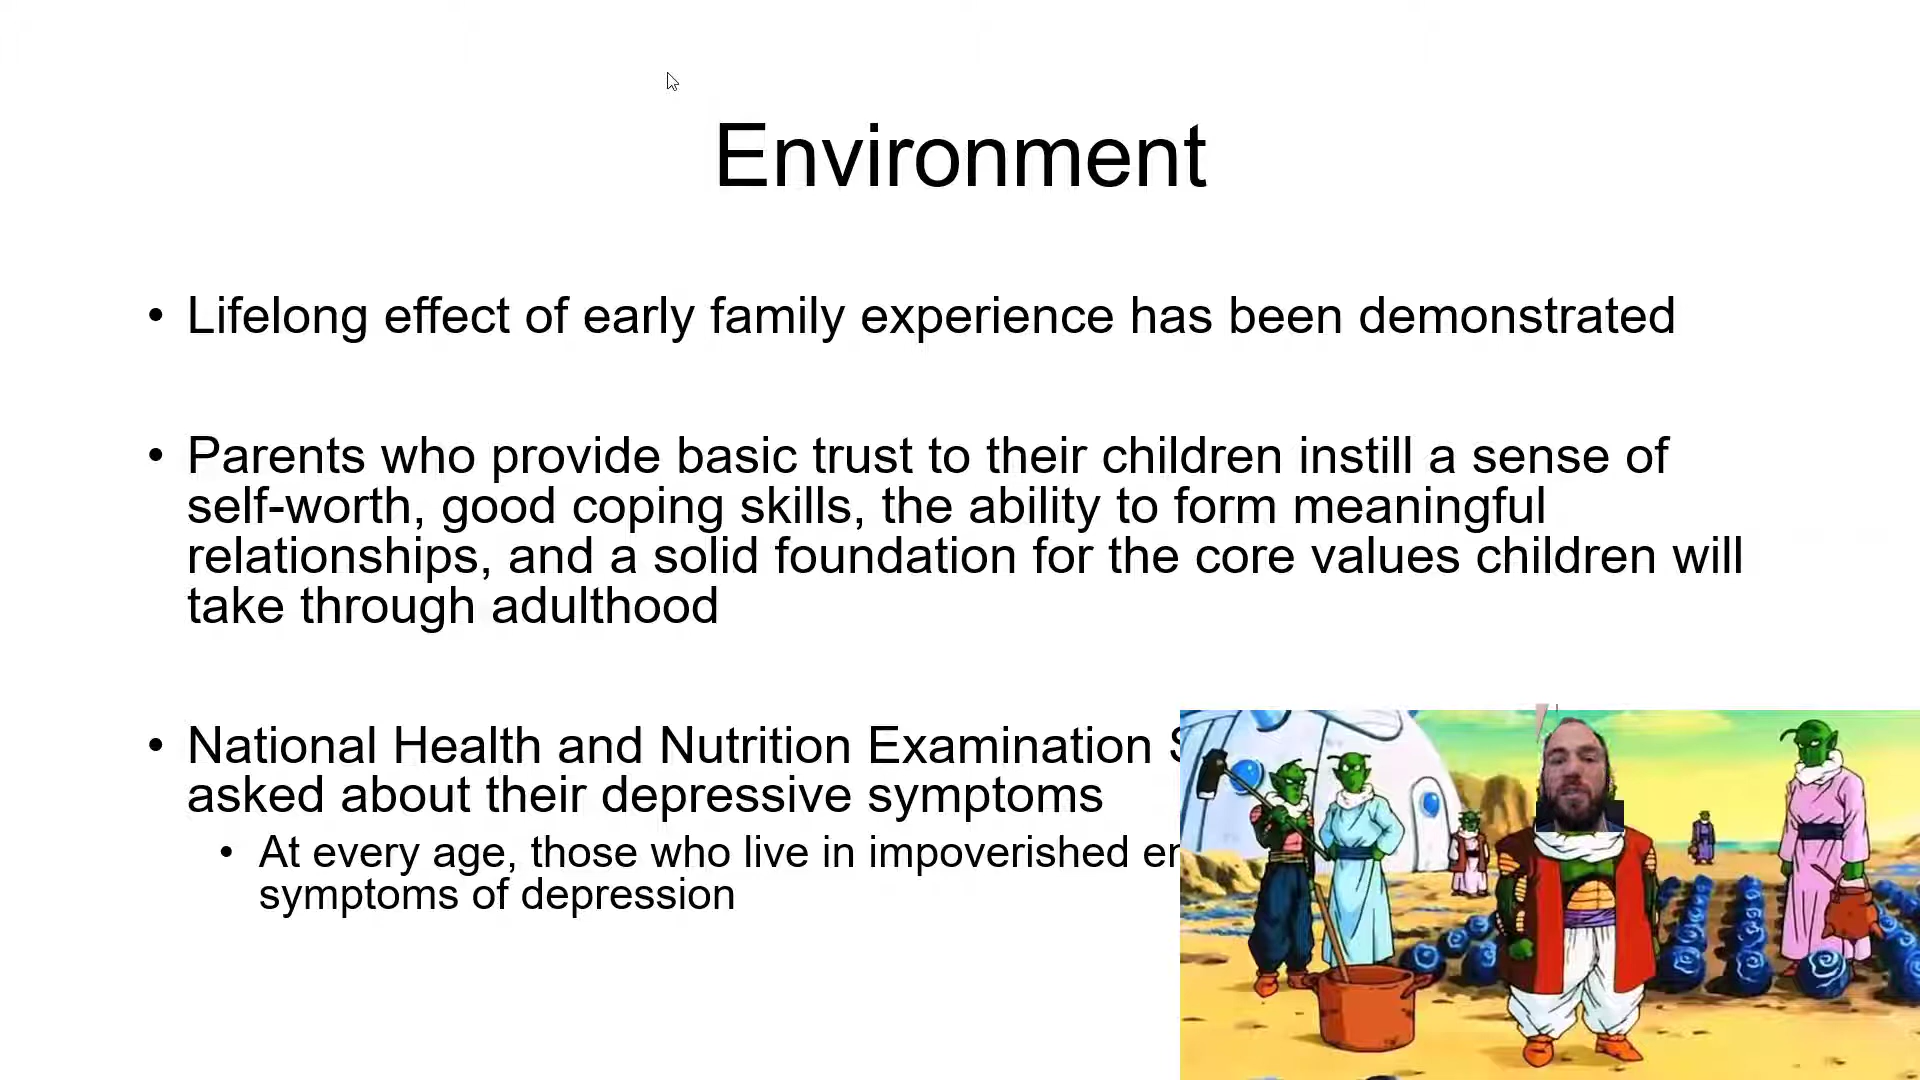 Environment
• Lifelong effect of early family experience has been demonstrated
• Parents who provide basic trust to their children instill a sense of
self-worth, good coping skills, the ability to form meaningful
relationships, and a solid foundation for the core values children will
take through adulthood
• National Health and Nutrition Examination
asked about their depressive symptoms
• At every age, those who live in impoverished
symptoms of depression